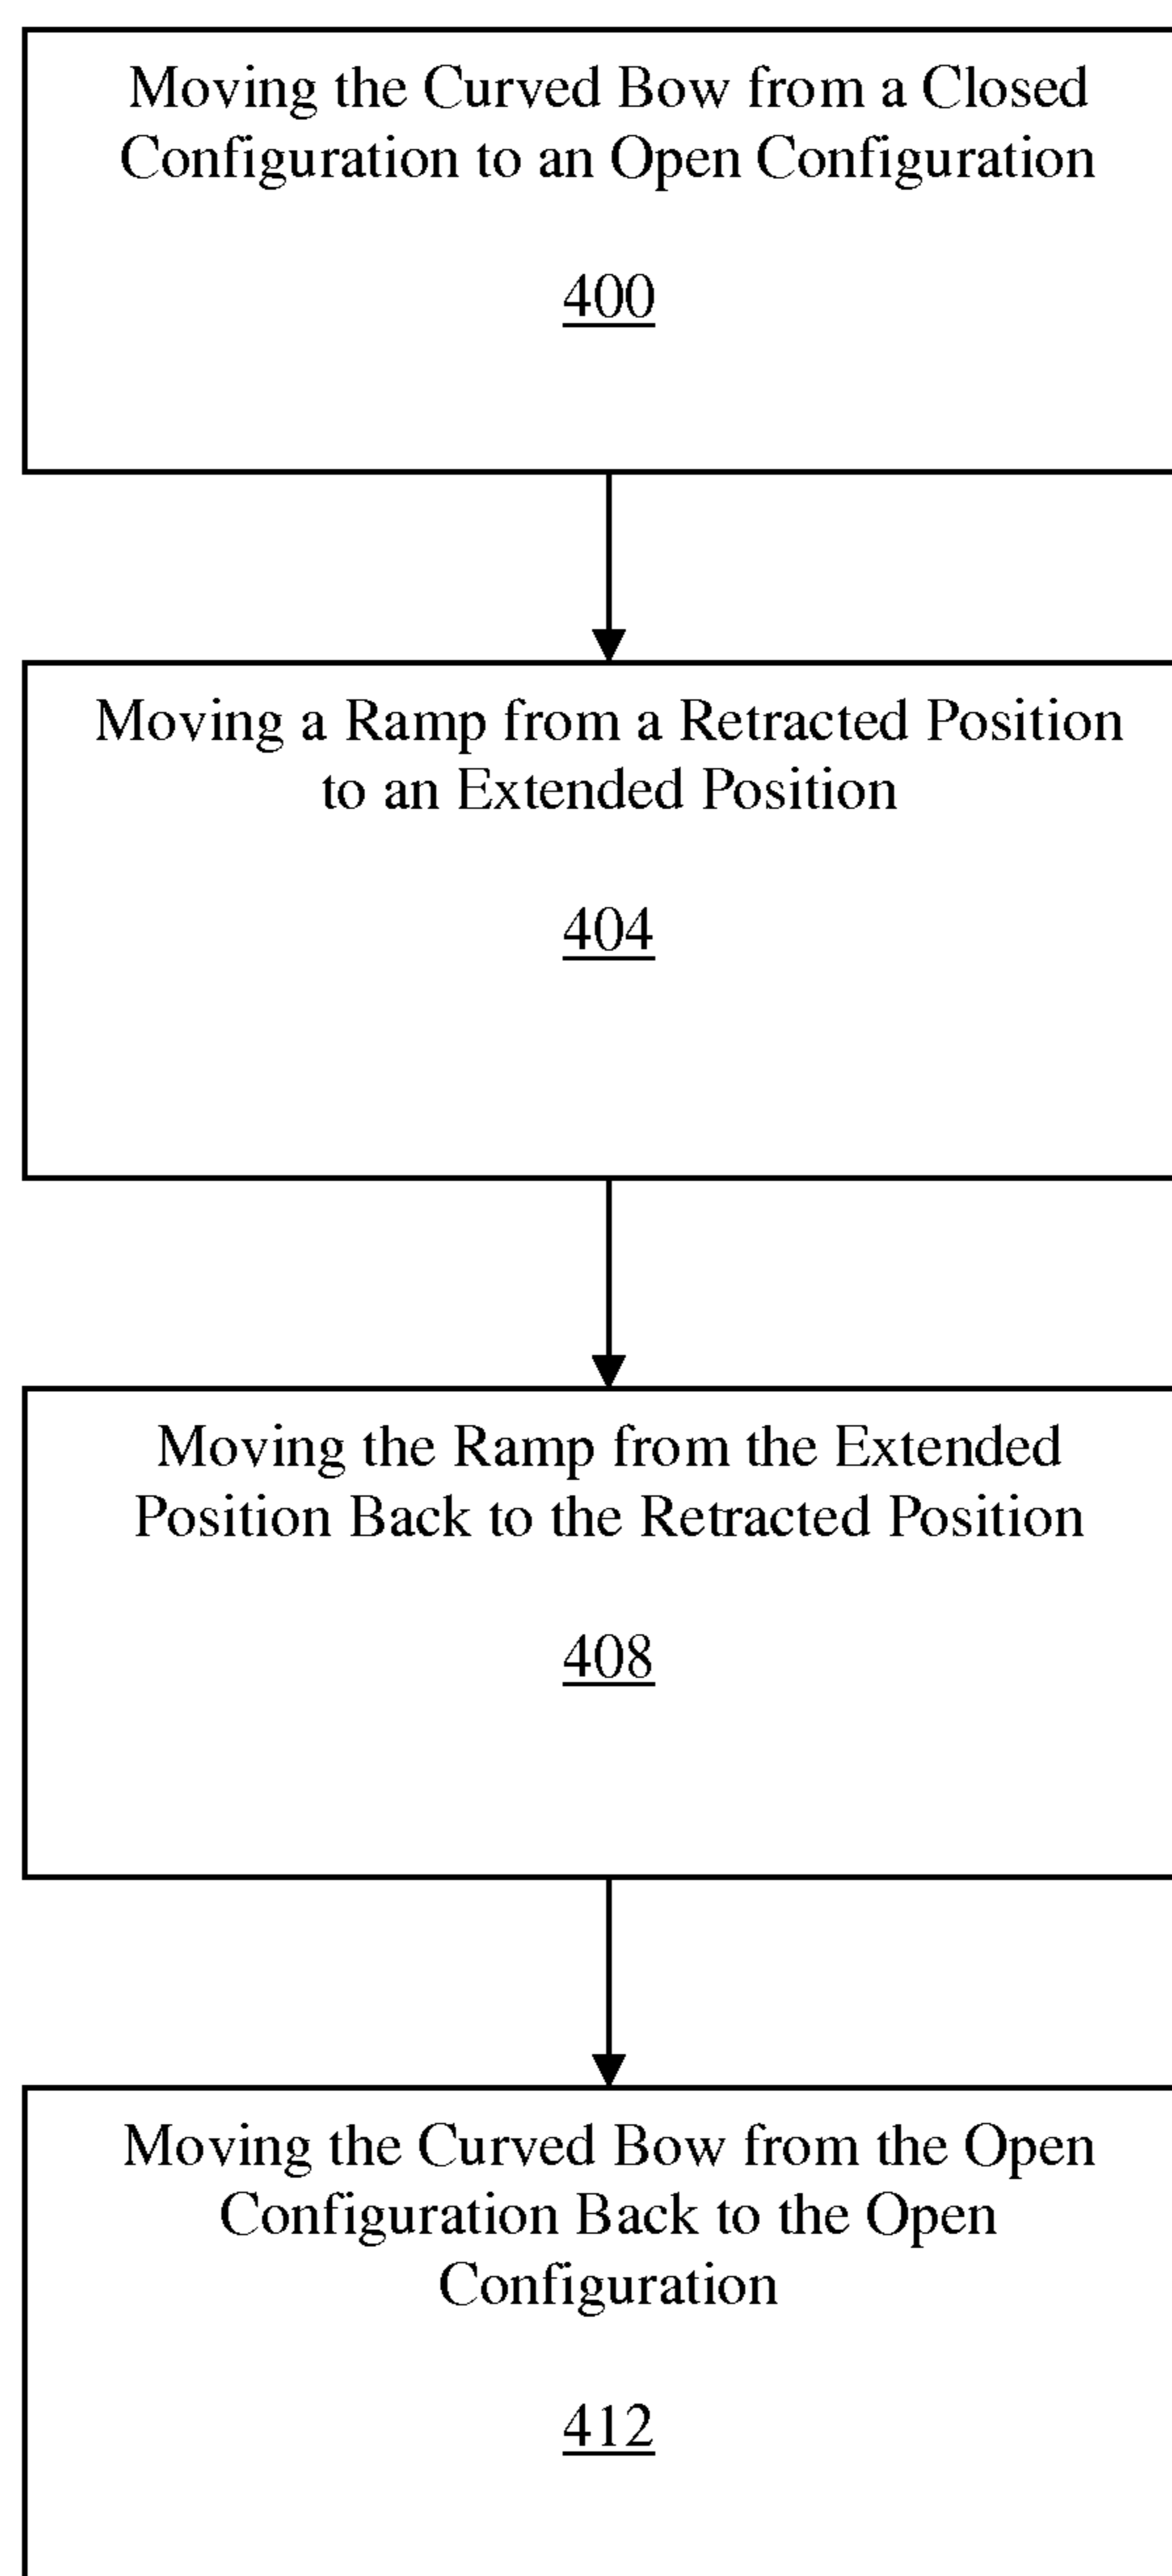 Moving the Curved Bow from a Closed
Configuration to an Open Configuration
400
Moving a Ramp from a Retracted Position
to an Extended Position
404
Moving the Ramp from the Extended
Position Back to the Retracted Position
408
Moving the Curved Bow from the Open
Configuration Back to the Open
Configuration
412